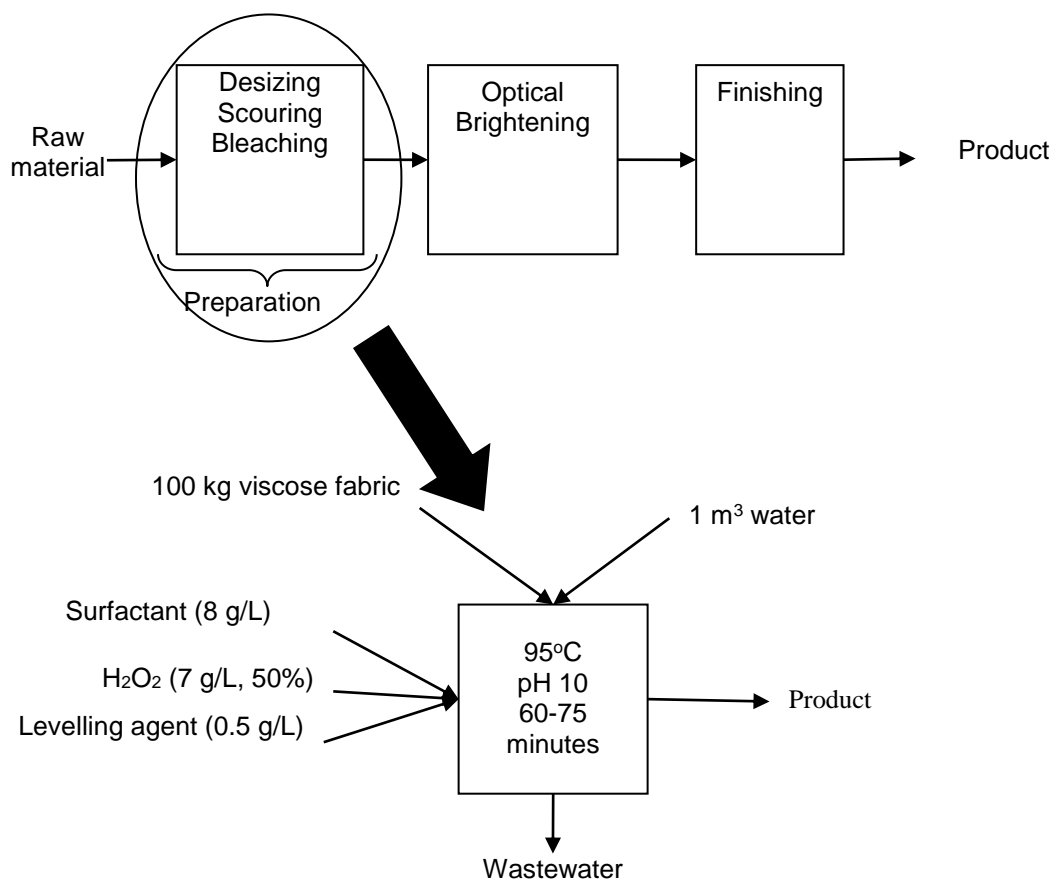 Raw
material
Desizing
Scouring
Bleaching
Optical
Brightening
Finishing
Product
Preparation
100 kg viscose fabric
1 m³ water
Surfactant (8 g/L)
H₂O₂ (7 g/L, 50%)
Levelling agent (0.5 g/L)
95°C
pH 10
60-75
minutes
Product
Wastewater